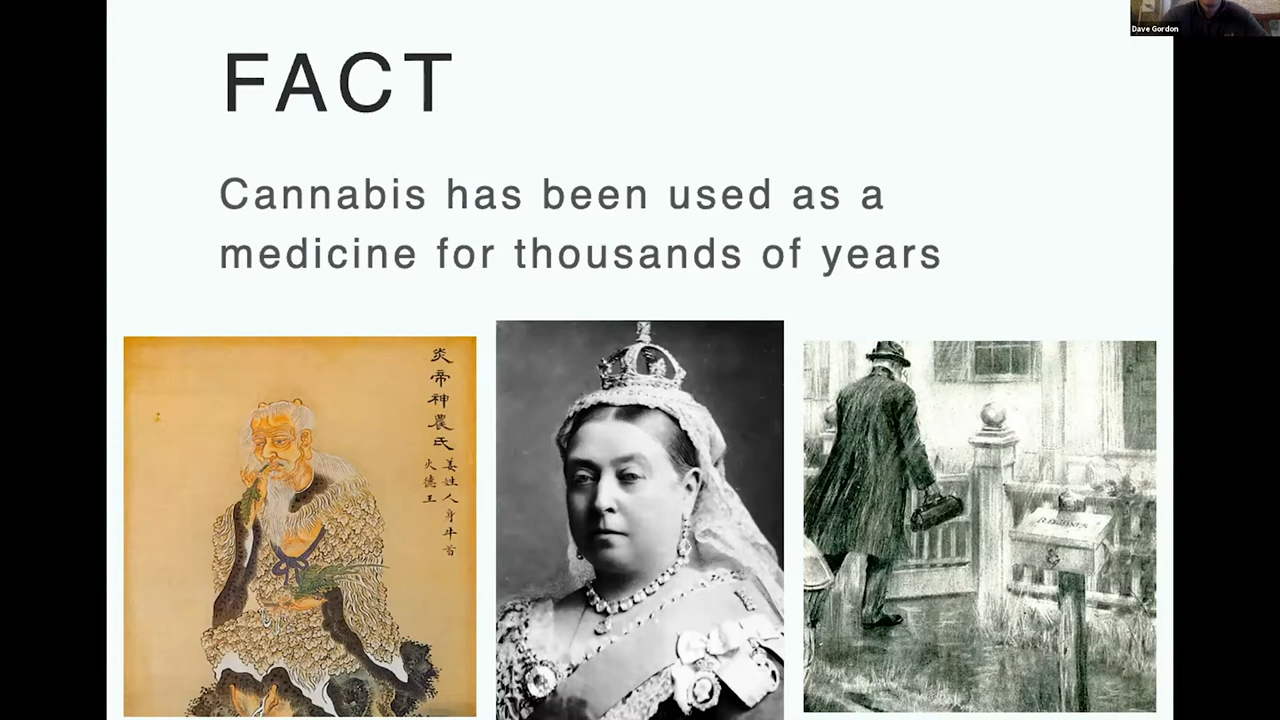 Dave Gordon
FACT
Cannabis has been used as a
medicine for thousands of years
炎帝神農氏
姜姓人身牛首
火德王